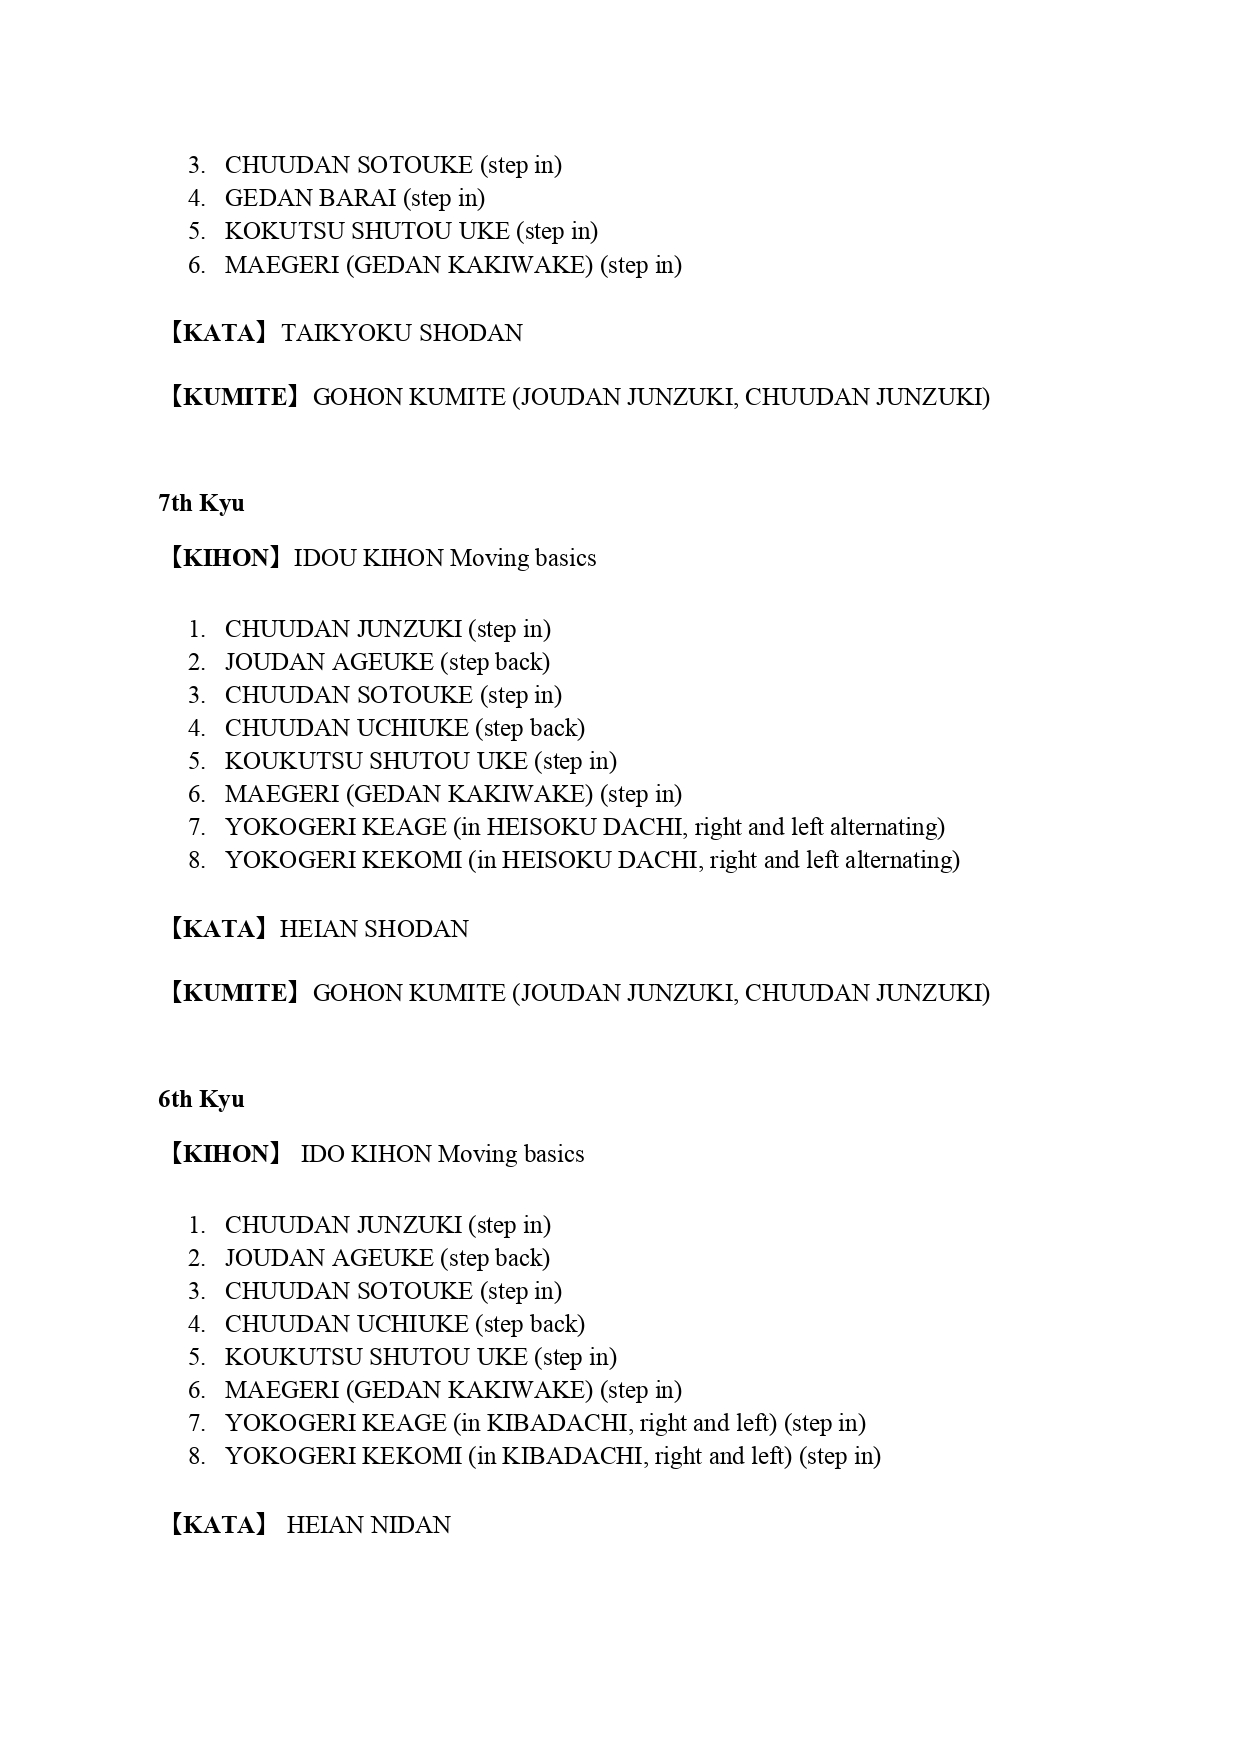 3. CHUUDAN SOTOUKE (step in)
4. GEDAN BARAI (step in)
5. KOKUTSU SHUTOU UKE (step in)
6. MAEGERI (GEDAN KAKIWAKE) (step in)
【KATA】TAIKYOKU SHODAN
【KUMITE】GOHON KUMITE (JOUDAN JUNZUKI, CHUUDAN JUNZUKI)
7th Kyu
【KIHON】IDOU KIHON Moving basics
1. CHUUDAN JUNZUKI (step in)
2. JOUDAN AGEUKE (step back)
3. CHUUDAN SOTOUKE (step in)
4. CHUUDAN UCHIUKE (step back)
5. KOUKUTSU SHUTOU UKE (step in)
6. MAEGERI (GEDAN KAKIWAKE) (step in)
7. YOKOGERI KEAGE (in HEISOKU DACHI, right and left alternating)
8. YOKOGERI KEKOMI (in HEISOKU DACHI, right and left alternating)
【KATA】HEIAN SHODAN
【KUMITE】GOHON KUMITE (JOUDAN JUNZUKI, CHUUDAN JUNZUKI)
6th Kyu
【KIHON】 IDO KIHON Moving basics
1. CHUUDAN JUNZUKI (step in)
2. JOUDAN AGEUKE (step back)
3. CHUUDAN SOTOUKE (step in)
4. CHUUDAN UCHIUKE (step back)
5. KOUKUTSU SHUTOU UKE (step in)
6. MAEGERI (GEDAN KAKIWAKE) (step in)
7. YOKOGERI KEAGE (in KIBADACHI, right and left) (step in)
8. YOKOGERI KEKOMI (in KIBADACHI, right and left) (step in)
【KATA】 HEIAN NIDAN